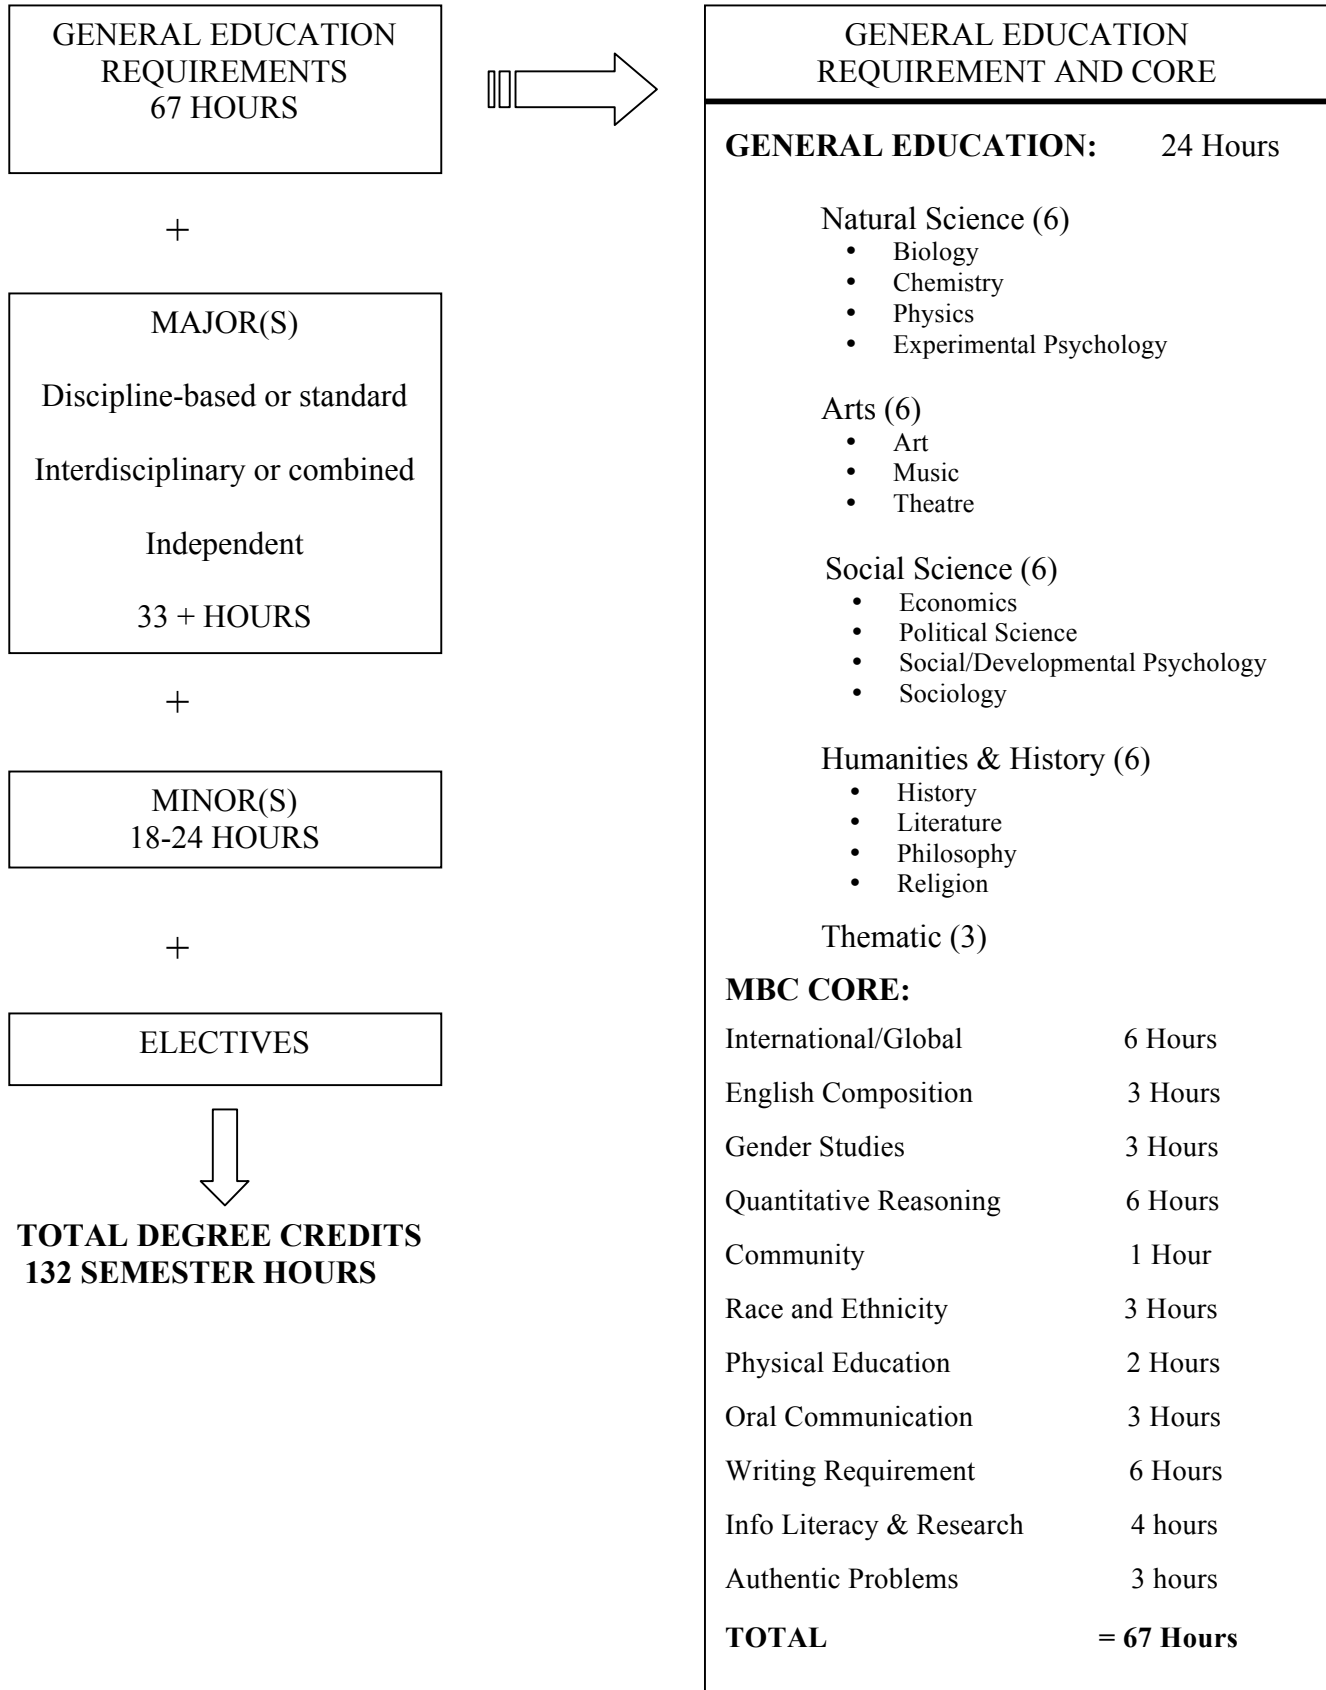 GENERAL EDUCATION
REQUIREMENTS
67 HOURS
+
MAJOR(S)
Discipline-based or standard
Interdisciplinary or combined
Independent
33 + HOURS
+
MINOR(S)
18-24 HOURS
+
ELECTIVES
TOTAL DEGREE CREDITS
132 SEMESTER HOURS
GENERAL EDUCATION
REQUIREMENT AND CORE
GENERAL EDUCATION: 24 Hours
Natural Science (6)
• Biology
• Chemistry
• Physics
• Experimental Psychology
Arts (6)
• Art
• Music
• Theatre
Social Science (6)
• Economics
• Political Science
• Social/Developmental Psychology
• Sociology
Humanities & History (6)
• History
• Literature
• Philosophy
• Religion
Thematic (3)
MBC CORE:
International/Global 6 Hours
English Composition 3 Hours
Gender Studies 3 Hours
Quantitative Reasoning 6 Hours
Community 1 Hour
Race and Ethnicity 3 Hours
Physical Education 2 Hours
Oral Communication 3 Hours
Writing Requirement 6 Hours
Info Literacy & Research 4 hours
Authentic Problems 3 hours
TOTAL = 67 Hours